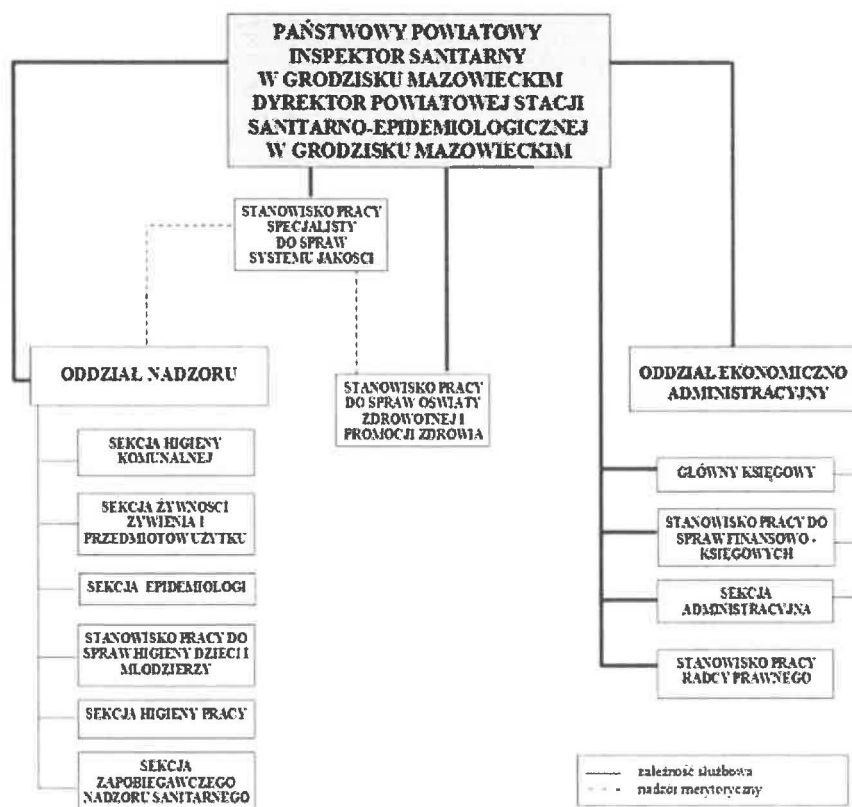 PAŃSTWOWY POWIATOWY
INSPEKTOR SANITARNY
W GRODZISKU MAZOWIECKIM
DYREKTOR POWIATOWEJ STACJI
SANITARNO-EPIDEMIOLOGICZNEJ
W GRODZISKU MAZOWIECKIM
STANOWISKO PRACY
SPECJALISTY
DO SPRAW
SYSTEMU JAKOŚCI
ODDZIAŁ NADZORU
STANOWISKO PRACY
DO SPRAW OŚWIATY
ZDROWOTNEJ I
PROMOCJI ZDROWIA
ODDZIAŁ EKONOMICZNO
ADMINISTRACYJNY
SEKCJA HIGIENY
KOMUNALNEJ
SEKCJA ŻYWNOŚCI
ŻYWIENIA I
PRZEDMIOTÓW UŻYTKU
SEKCJA EPIDEMIOLOGI
STANOWISKO PRACY DO
SPRAW HIGIENY DZIECI I
MŁODZIERZY
SEKCJA HIGIENY PRACY
SEKCJA
ZAPOBIEGAWCZEGO
NADZORU SANITARNEGO
GŁÓWNY KSIĘGOWY
STANOWISKO PRACY DO
SPRAW FINANSOWO -
KSIĘGOWYCH
SEKCJA
ADMINISTRACYJNA
STANOWISKO PRACY
RADCY PRAWNEGO
zależność służbowa
nadzór merytoryczny